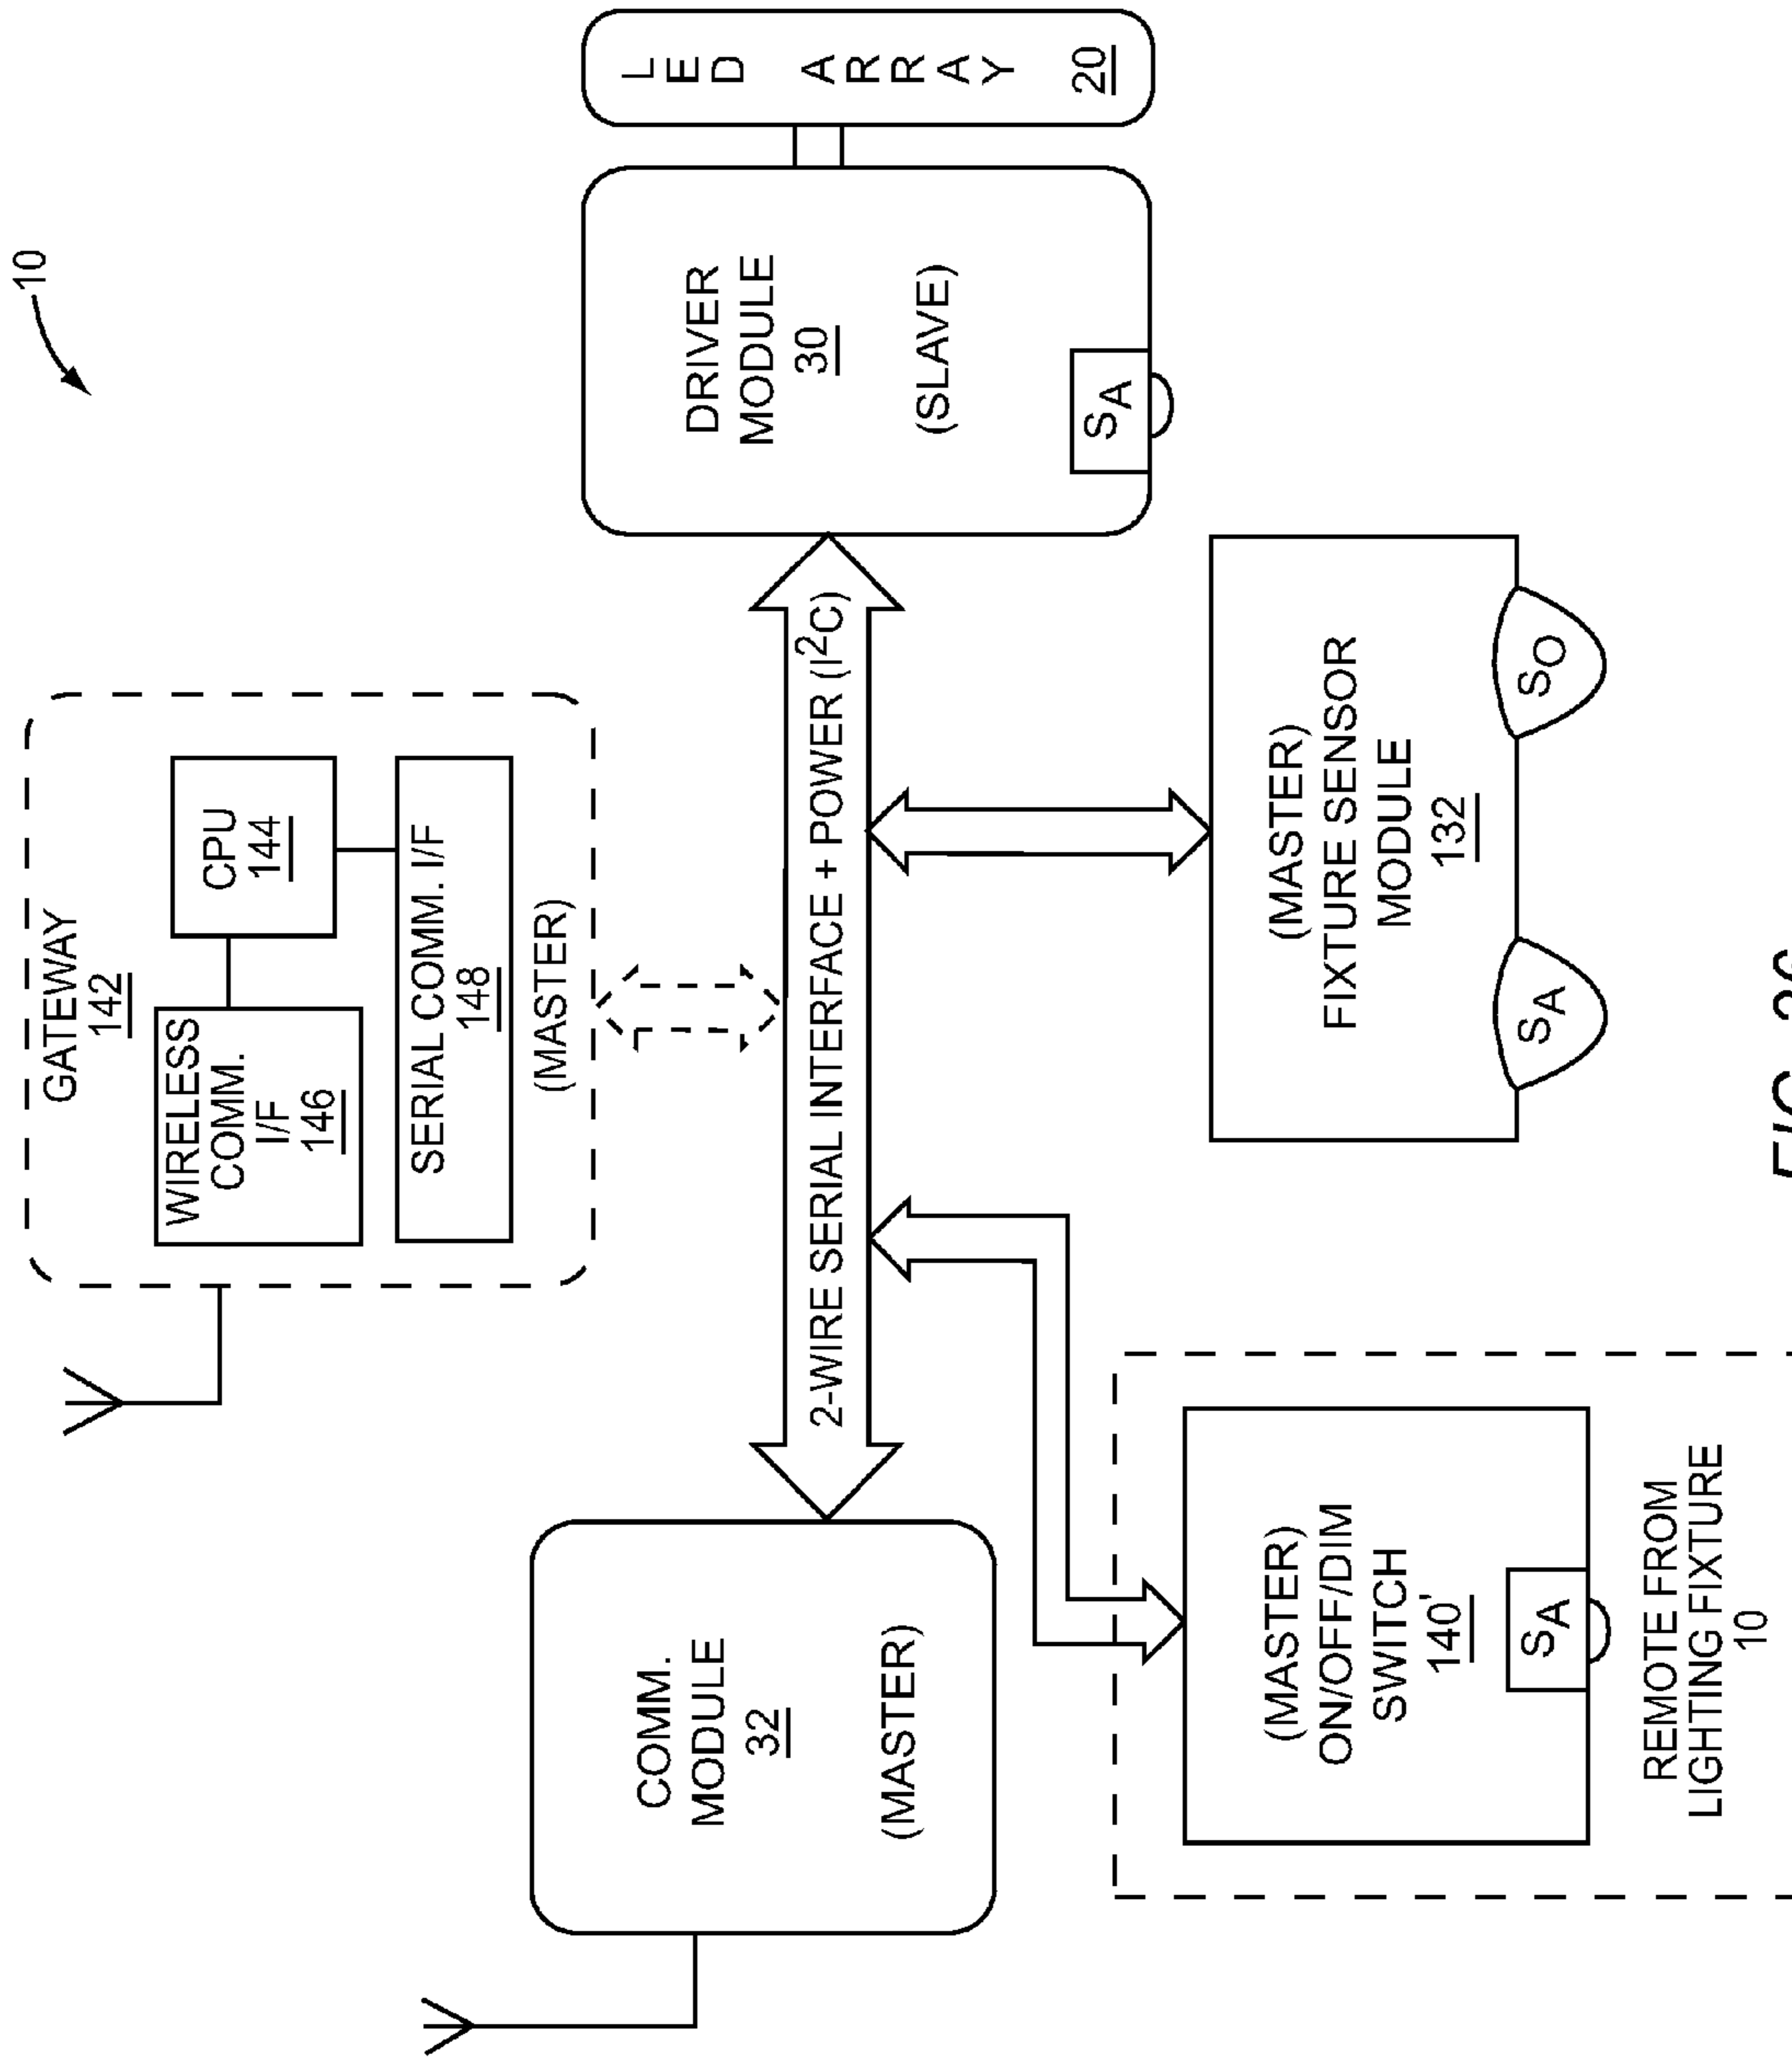 10
GATEWAY
142
WIRELESS
COMM.
I/F
146
CPU
144
SERIAL COMM. I/F
148
(MASTER)
COMM.
MODULE
32
(MASTER)
2-WIRE SERIAL INTERFACE + POWER (I²C)
DRIVER
MODULE
30
(SLAVE)
SA
LED ARRAY
20
(MASTER)
ON/OFF/DIM
SWITCH
140'
SA
REMOTE FROM
LIGHTING FIXTURE
10
(MASTER)
FIXTURE SENSOR
MODULE
132
SA
SO